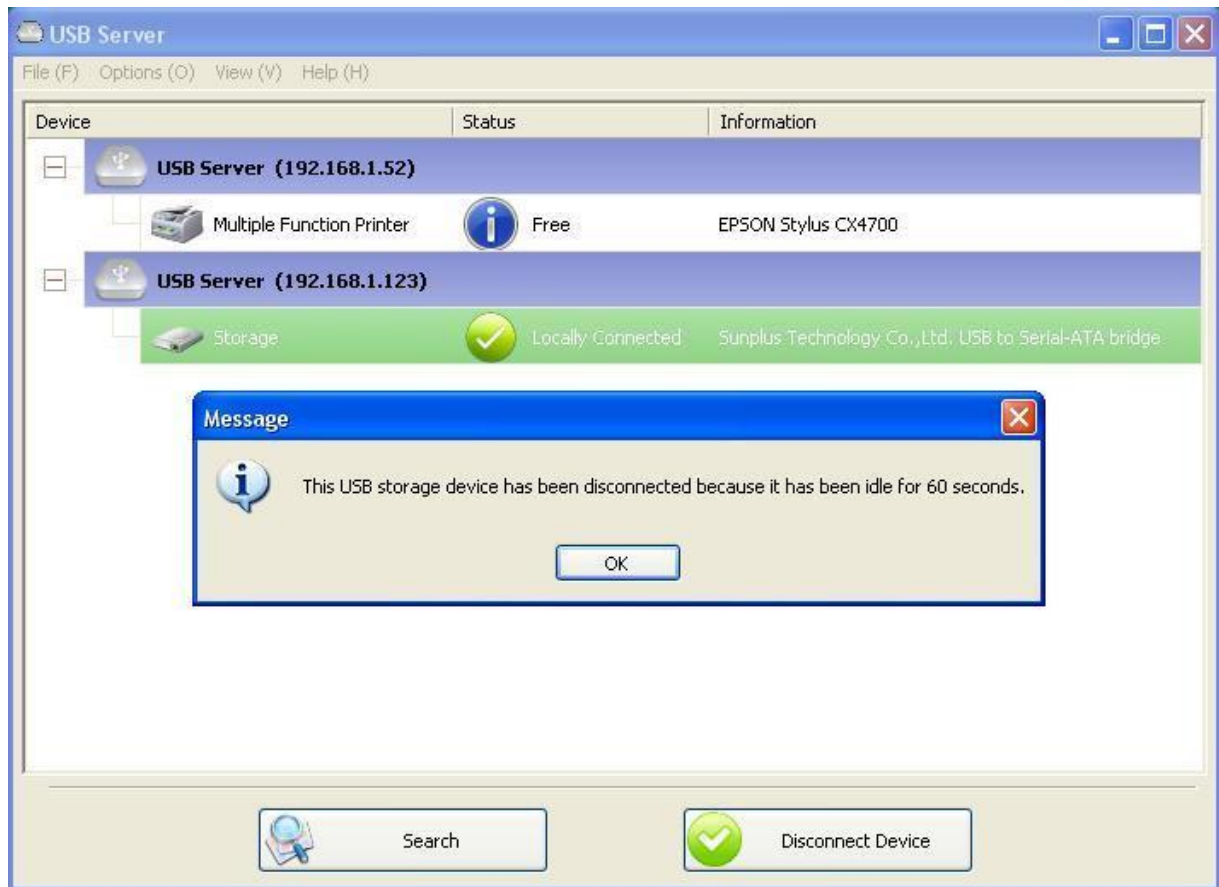 USB Server
File (F) Options (O) View (V) Help (H)
Device Status Information
USB Server (192.168.1.52)
Multiple Function Printer Free EPSON Stylus CX4700
USB Server (192.168.1.123)
Storage Locally Connected Sunplus Technology Co.,Ltd. USB to Serial-ATA bridge
Message
This USB storage device has been disconnected because it has been idle for 60 seconds.
OK
Search Disconnect Device